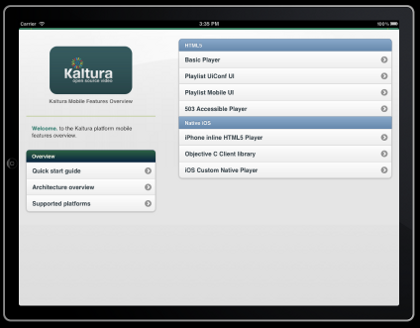 Carrier
3:35 PM
100%
Kaltura
open source video
Kaltura Mobile Features Overview
Welcome, to the Kaltura platform mobile
features overview.
Overview
Quick start guide
Architecture overview
Supported platforms
HTML5
Basic Player
Playlist UiConf UI
Playlist Mobile UI
503 Accessible Player
Native iOS
iPhone inline HTML5 Player
Objective C Client library
iOS Custom Native Player